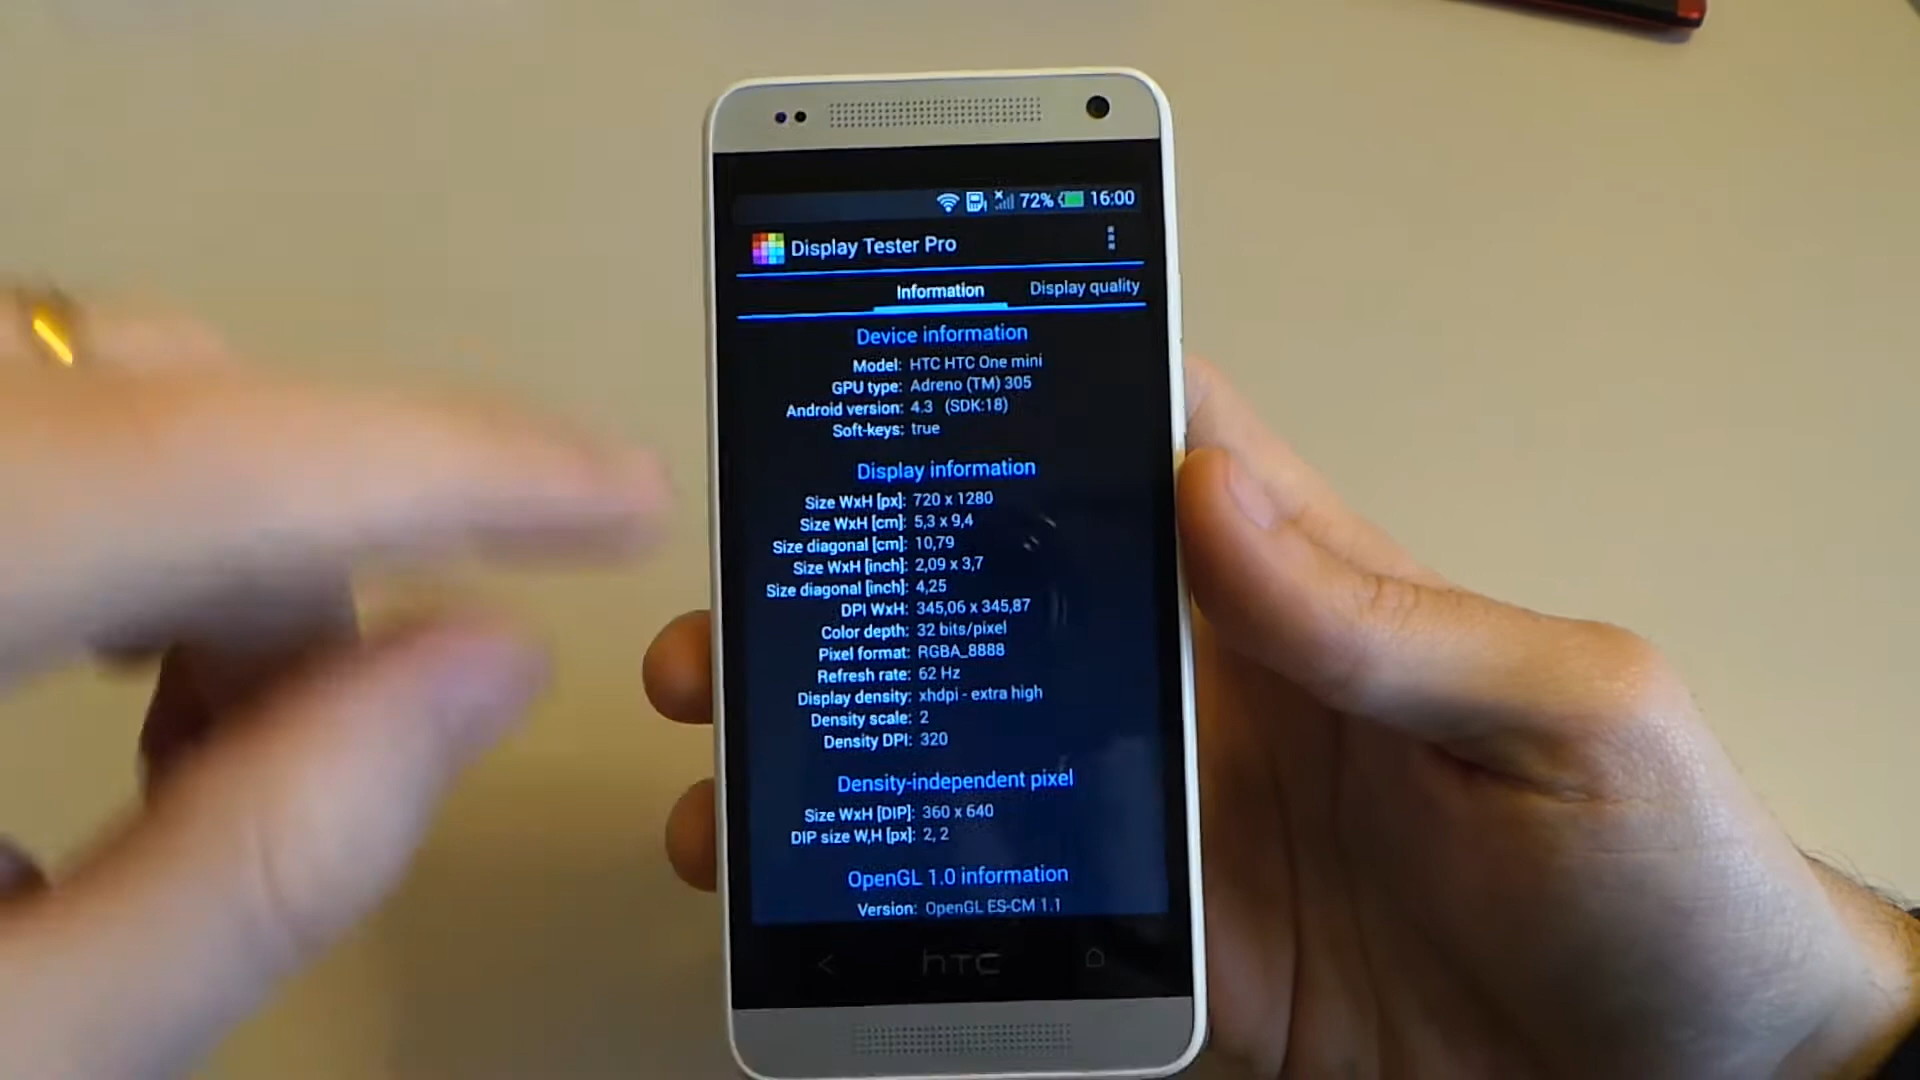 72% 16:00
Display Tester Pro
Information Display quality
Device information
Model: HTC HTC One mini
GPU type: Adreno (TM) 305
Android version: 4.3 (SDK:18)
Soft-keys: true
Display information
Size WxH [px]: 720 x 1280
Size WxH [cm]: 5,3 x 9,4
Size diagonal [cm]: 10,79
Size WxH [inch]: 2,09 x 3,7
Size diagonal [inch]: 4,25
DPI WxH: 345,06 x 345,87
Color depth: 32 bits/pixel
Pixel format: RGBA_8888
Refresh rate: 62 Hz
Display density: xhdpi - extra high
Density scale: 2
Density DPI: 320
Density-independent pixel
Size WxH [DIP]: 360 x 640
DIP size W,H [px]: 2, 2
OpenGL 1.0 information
Version: OpenGL ES-CM 1.1
hTC